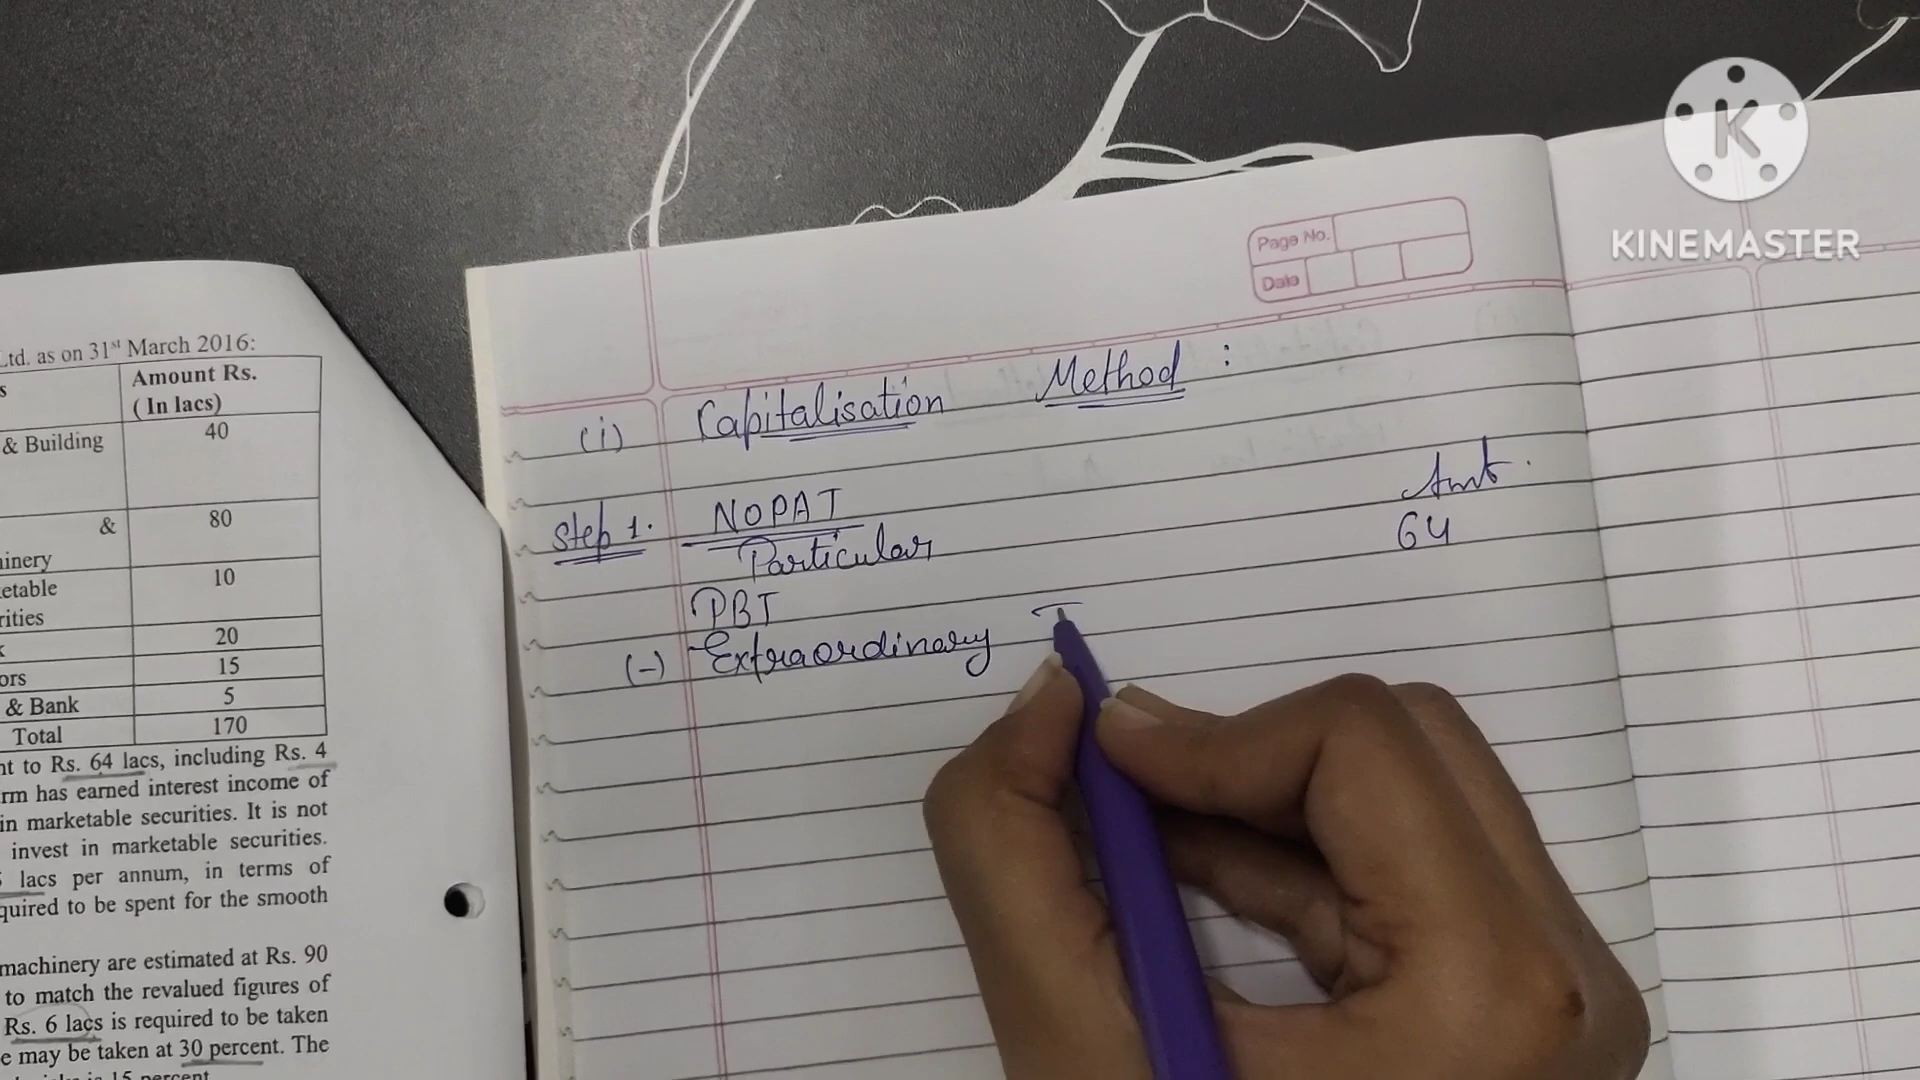 Ltd. as on 31st March 2016:
s
Amount Rs.
( In lacs)
& Building
40
&
80
inery
etable
10
rities
20
ors
15
& Bank
5
Total
170
nt to Rs. 64 lacs, including Rs. 4
rm has earned interest income of
in marketable securities. It is not
invest in marketable securities.
lacs per annum, in terms of
quired to be spent for the smooth
machinery are estimated at Rs. 90
to match the revalued figures of
Rs. 6 lacs is required to be taken
e may be taken at 30 percent. The
is 15 percent
Page No.
Date
(i) Capitalisation Method :
Step 1. NOPAT
Particular
Amt.
PBT
64
(-) Extraordinary
KINEMASTER